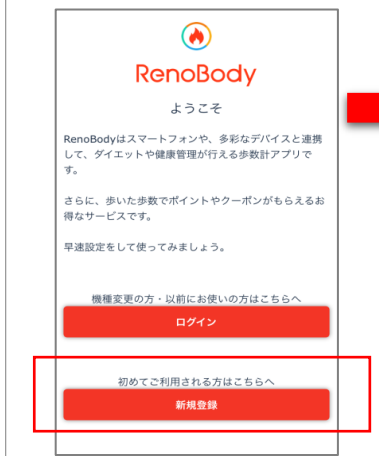 RenoBody
ようこそ
RenoBodyはスマートフォンや、多彩なデバイスと連携
して、ダイエットや健康管理が行える歩数計アプリで
す。
さらに、歩いた歩数でポイントやクーポンがもらえるお
得なサービスです。
早速設定をして使ってみましょう。
機種変更の方・以前にお使いの方はこちらへ
ログイン
初めてご利用される方はこちらへ
新規登録